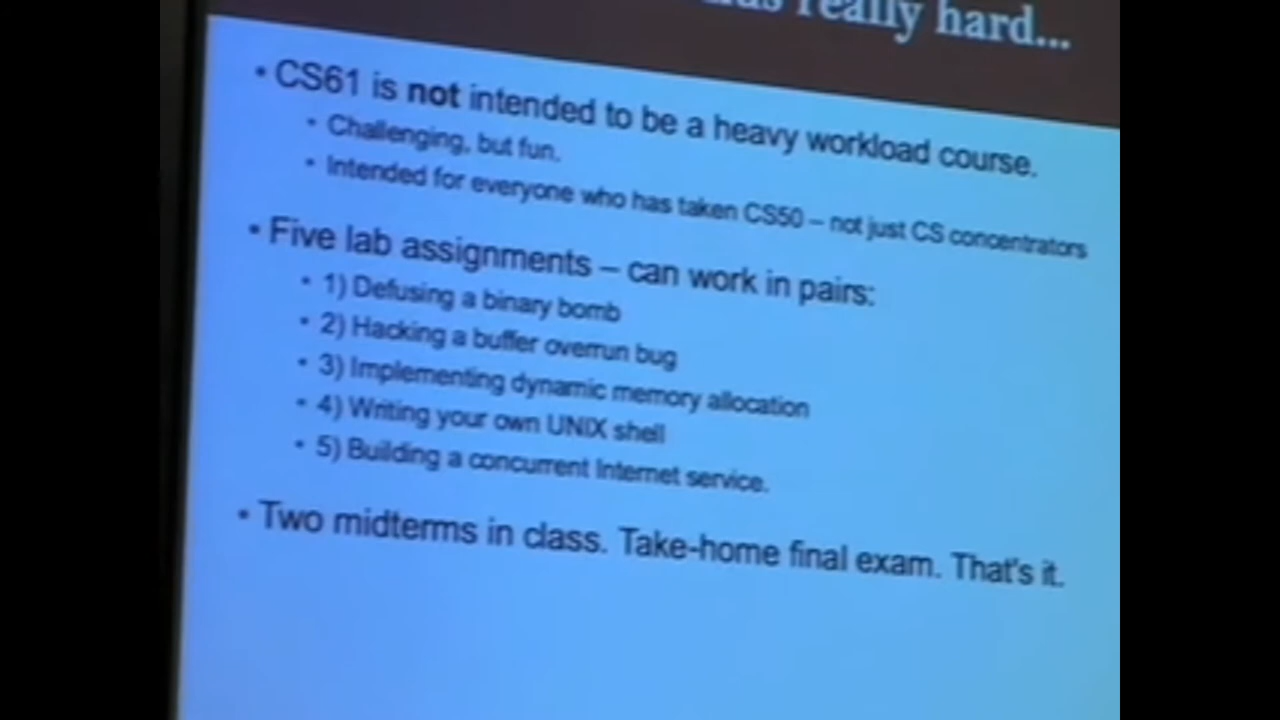 really hard...
• CS61 is not intended to be a heavy workload course.
• Challenging, but fun.
• Intended for everyone who has taken CS50 – not just CS concentrators
• Five lab assignments – can work in pairs:
• 1) Defusing a binary bomb
• 2) Hacking a buffer overrun bug
• 3) Implementing dynamic memory allocation
• 4) Writing your own UNIX shell
• 5) Building a concurrent Internet service.
• Two midterms in class. Take-home final exam. That's it.